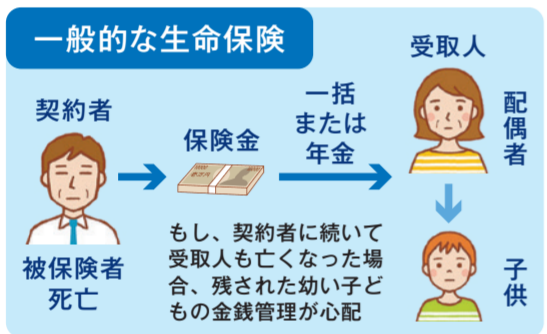 一般的な生命保険
契約者
被保険者
死亡
保険金
一括
または
年金
受取人
配偶者
子供
もし、契約者に続いて
受取人も亡くなった場
合、残された幼い子ど
もの金銭管理が心配